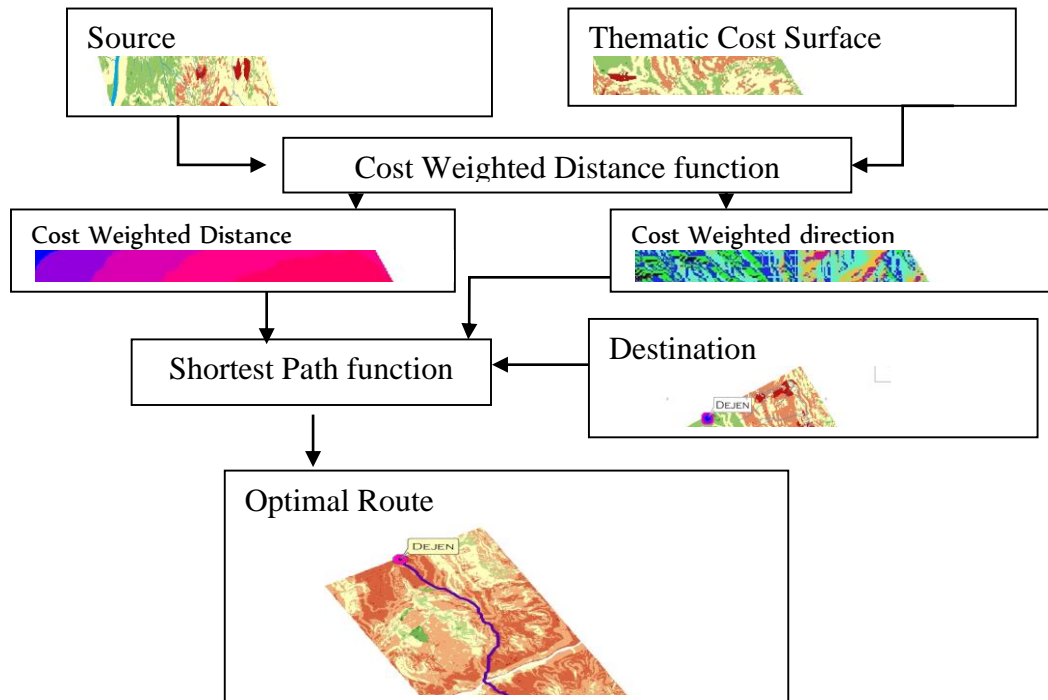 Source
Thematic Cost Surface
Cost Weighted Distance function
Cost Weighted Distance
Cost Weighted direction
Shortest Path function
Destination
DEJEN
Optimal Route
DEJEN